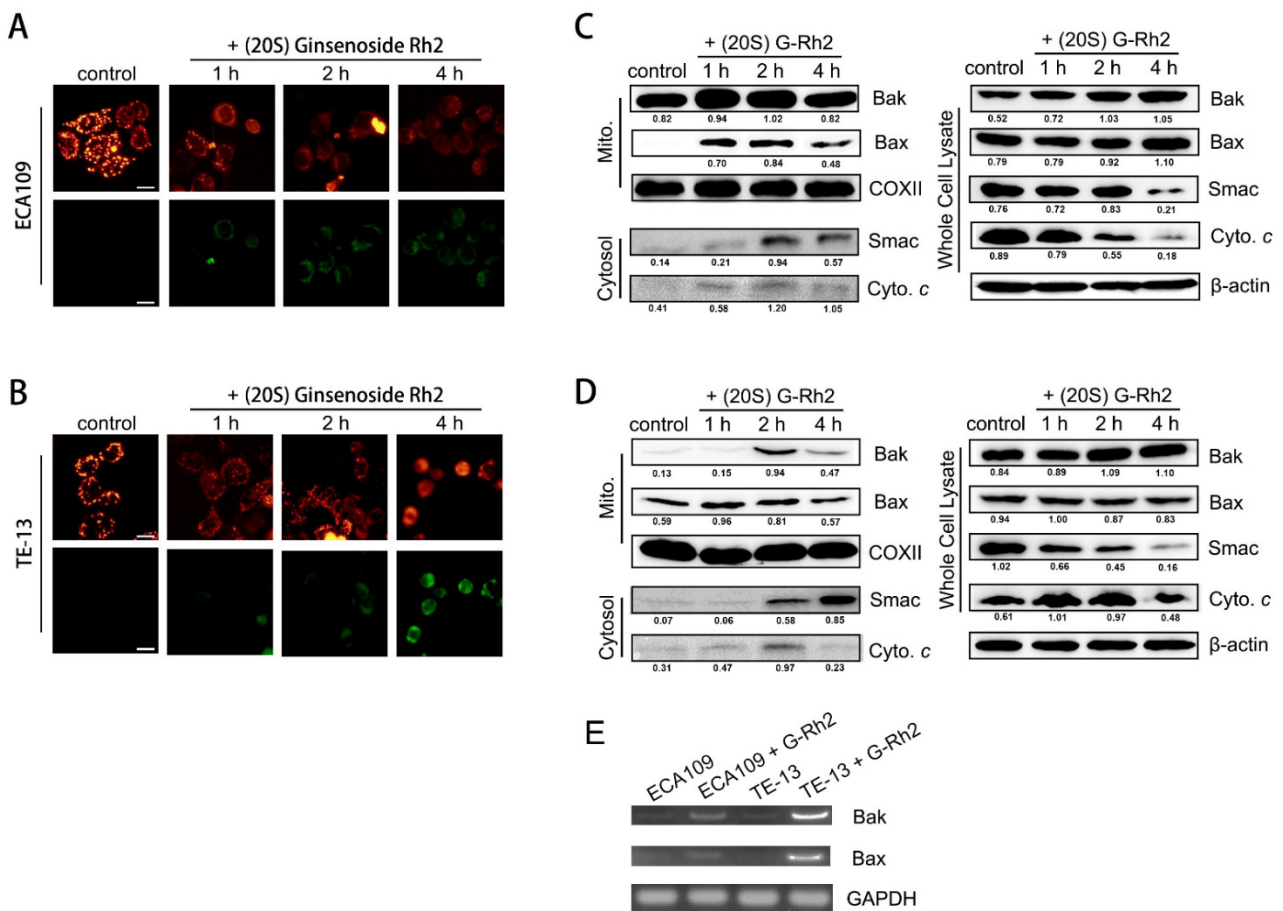 A
+ (20S) Ginsenoside Rh2
control 1 h 2 h 4 h
ECA109
B
+ (20S) Ginsenoside Rh2
control 1 h 2 h 4 h
TE-13
C
+ (20S) G-Rh2
control 1 h 2 h 4 h
Mito.
Bak
0.82 0.94 1.02 0.82
Bax
0.70 0.84 0.48
COXII
Cytosol
Smac
0.14 0.21 0.94 0.57
Cyto. c
0.41 0.58 1.20 1.05
+ (20S) G-Rh2
control 1 h 2 h 4 h
Whole Cell Lysate
Bak
0.52 0.72 1.03 1.05
Bax
0.79 0.79 0.92 1.10
Smac
0.76 0.72 0.83 0.21
Cyto. c
0.89 0.79 0.55 0.18
β-actin
D
+ (20S) G-Rh2
control 1 h 2 h 4 h
Mito.
Bak
0.13 0.15 0.94 0.47
Bax
0.59 0.96 0.81 0.57
COXII
Cytosol
Smac
0.07 0.06 0.58 0.85
Cyto. c
0.31 0.47 0.97 0.23
+ (20S) G-Rh2
control 1 h 2 h 4 h
Whole Cell Lysate
Bak
0.84 0.89 1.09 1.10
Bax
0.94 1.00 0.87 0.83
Smac
1.02 0.66 0.45 0.16
Cyto. c
0.61 1.01 0.97 0.48
β-actin
E
ECA109
ECA109 + G-Rh2
TE-13
TE-13 + G-Rh2
Bak
Bax
GAPDH